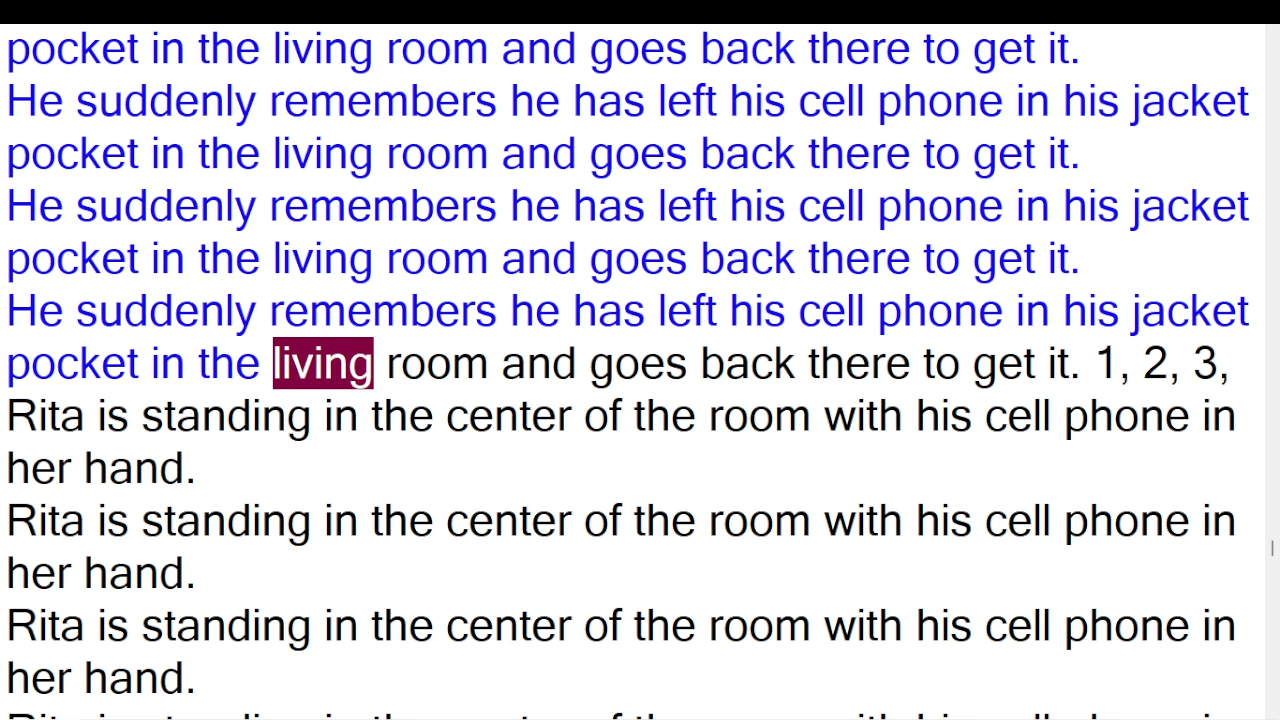 pocket in the living room and goes back there to get it.
He suddenly remembers he has left his cell phone in his jacket
pocket in the living room and goes back there to get it.
He suddenly remembers he has left his cell phone in his jacket
pocket in the living room and goes back there to get it.
He suddenly remembers he has left his cell phone in his jacket
pocket in the living room and goes back there to get it. 1, 2, 3,
Rita is standing in the center of the room with his cell phone in
her hand.
Rita is standing in the center of the room with his cell phone in
her hand.
Rita is standing in the center of the room with his cell phone in
her hand.